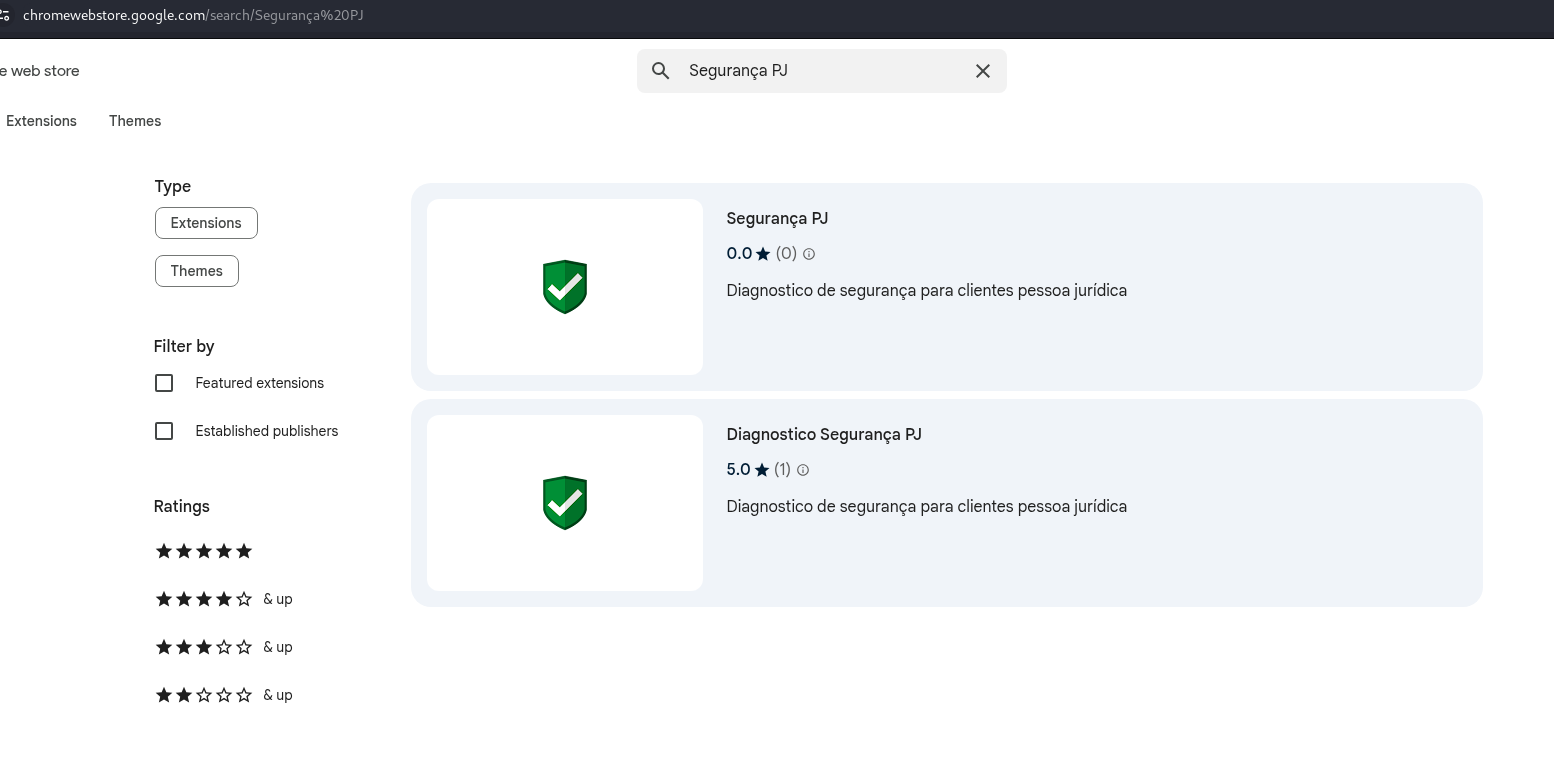 chromewebstore.google.com/search/Segurança%20PJ
e web store
Segurança PJ
Extensions
Themes
Type
Extensions
Themes
Filter by
Featured extensions
Established publishers
Ratings
& up
& up
& up
Segurança PJ
0.0 ★ (0)
Diagnostico de segurança para clientes pessoa jurídica
Diagnostico Segurança PJ
5.0 ★ (1)
Diagnostico de segurança para clientes pessoa jurídica